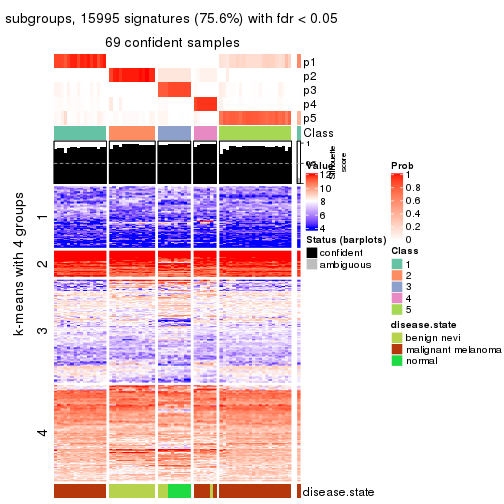 subgroups, 15995 signatures (75.6%) with fdr < 0.05
69 confident samples
p1
p2
p3
p4
p5
Class
1
0.5
0
Silhouette
score
k-means with 4 groups
1
2
3
4
disease.state
Value
12
10
8
6
4
2
Status (barplots)
confident
ambiguous
Prob
1
0.8
0.6
0.4
0.2
0
Class
1
2
3
4
5
disease.state
benign nevi
malignant melanoma
normal